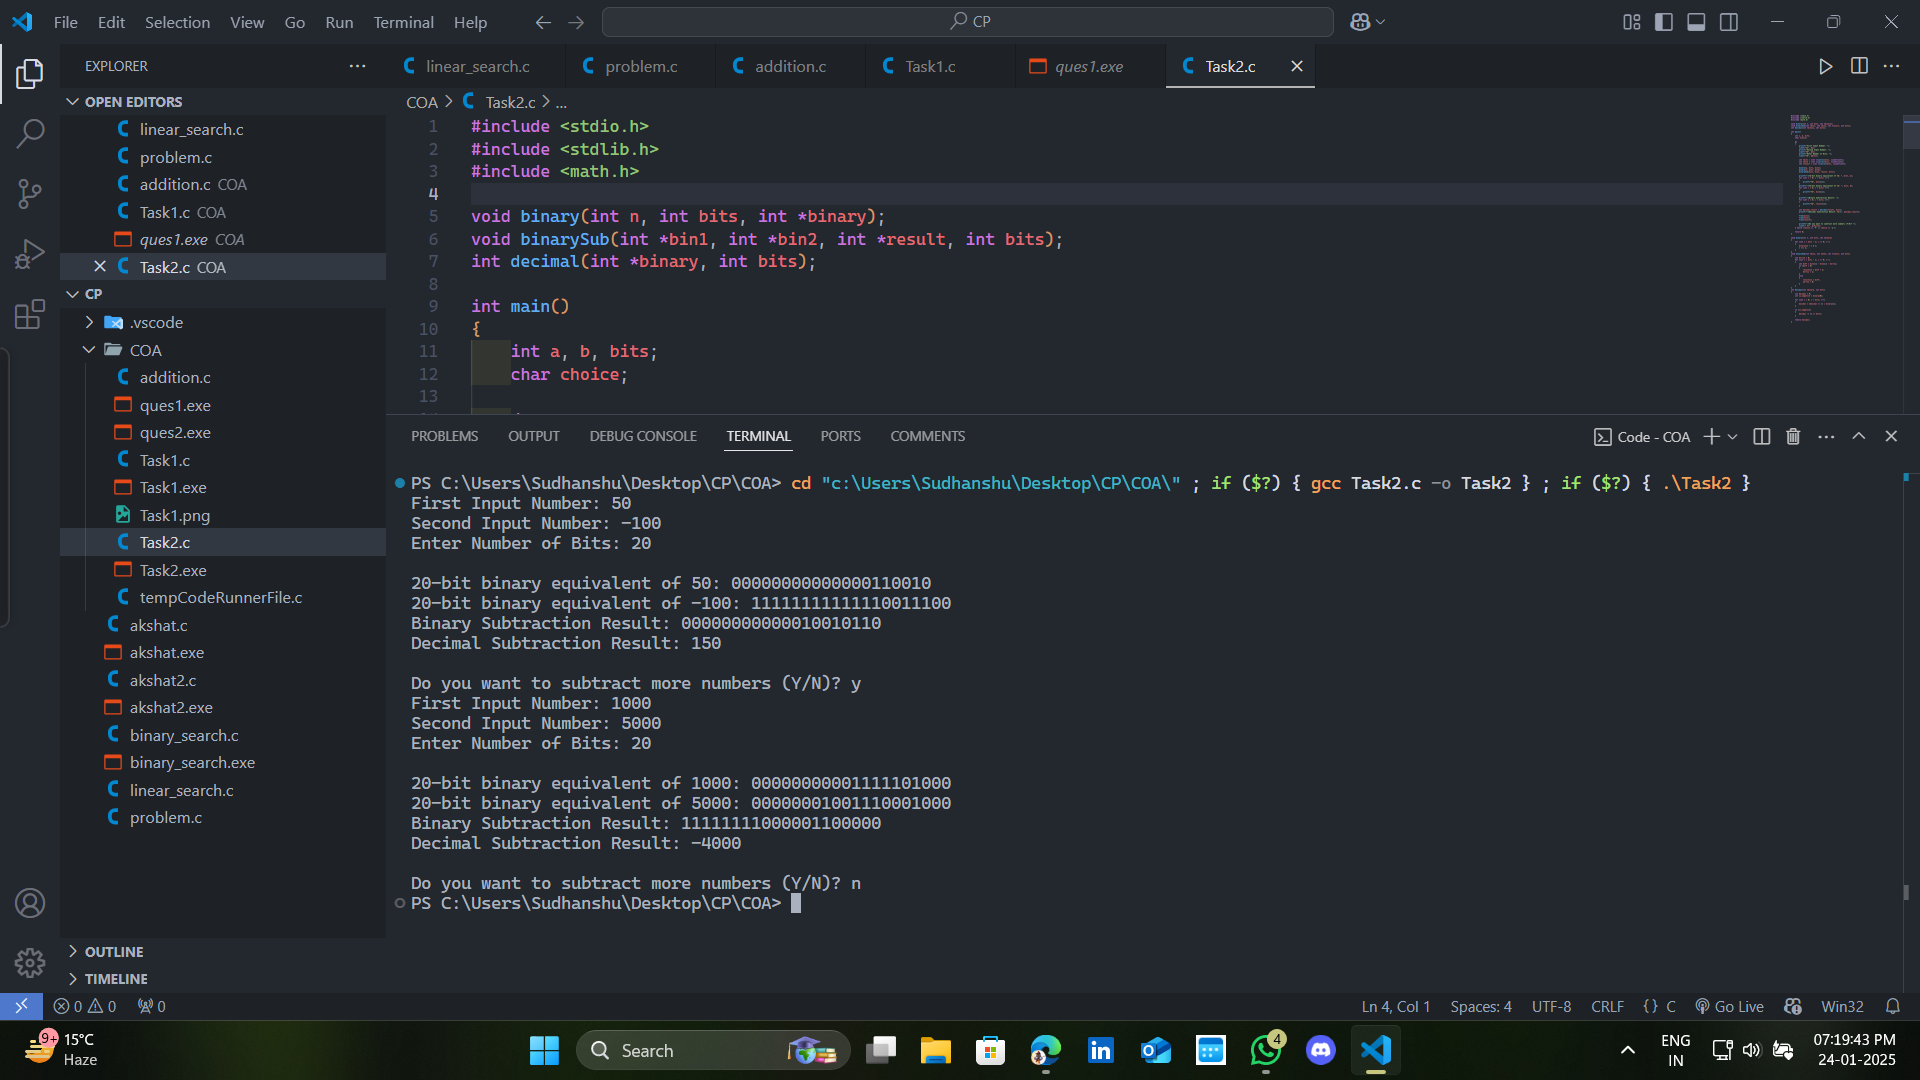 File Edit Selection View Go Run Terminal Help
CP
EXPLORER
linear_search.c problem.c addition.c Task1.c ques1.exe Task2.c
OPEN EDITORS
linear_search.c
problem.c
addition.c COA
Task1.c COA
ques1.exe COA
Task2.c COA
CP
.vscode
COA
addition.c
ques1.exe
ques2.exe
Task1.c
Task1.exe
Task1.png
Task2.c
Task2.exe
tempCodeRunnerFile.c
akshat.c
akshat.exe
akshat2.c
akshat2.exe
binary_search.c
binary_search.exe
linear_search.c
problem.c
OUTLINE
TIMELINE
COA > Task2.c > ...
1 #include <stdio.h>
2 #include <stdlib.h>
3 #include <math.h>
4
5 void binary(int n, int bits, int *binary);
6 void binarySub(int *bin1, int *bin2, int *result, int bits);
7 int decimal(int *binary, int bits);
8
9 int main()
10 {
11 int a, b, bits;
12 char choice;
13
PROBLEMS OUTPUT DEBUG CONSOLE TERMINAL PORTS COMMENTS
Code - COA
PS C:\Users\Sudhanshu\Desktop\CP\COA> cd "c:\Users\Sudhanshu\Desktop\CP\COA\" ; if ($?) { gcc Task2.c -o Task2 } ; if ($?) { .\Task2 }
First Input Number: 50
Second Input Number: -100
Enter Number of Bits: 20
20-bit binary equivalent of 50: 00000000000000110010
20-bit binary equivalent of -100: 11111111111110011100
Binary Subtraction Result: 00000000000010010110
Decimal Subtraction Result: 150
Do you want to subtract more numbers (Y/N)? y
First Input Number: 1000
Second Input Number: 5000
Enter Number of Bits: 20
20-bit binary equivalent of 1000: 00000000001111101000
20-bit binary equivalent of 5000: 00000001001110001000
Binary Subtraction Result: 11111111000001100000
Decimal Subtraction Result: -4000
Do you want to subtract more numbers (Y/N)? n
PS C:\Users\Sudhanshu\Desktop\CP\COA>
0 0 0
Ln 4, Col 1 Spaces: 4 UTF-8 CRLF {} C Go Live Win32
9+ 15°C
Haze
Search
4
ENG
IN
07:19:43 PM
24-01-2025